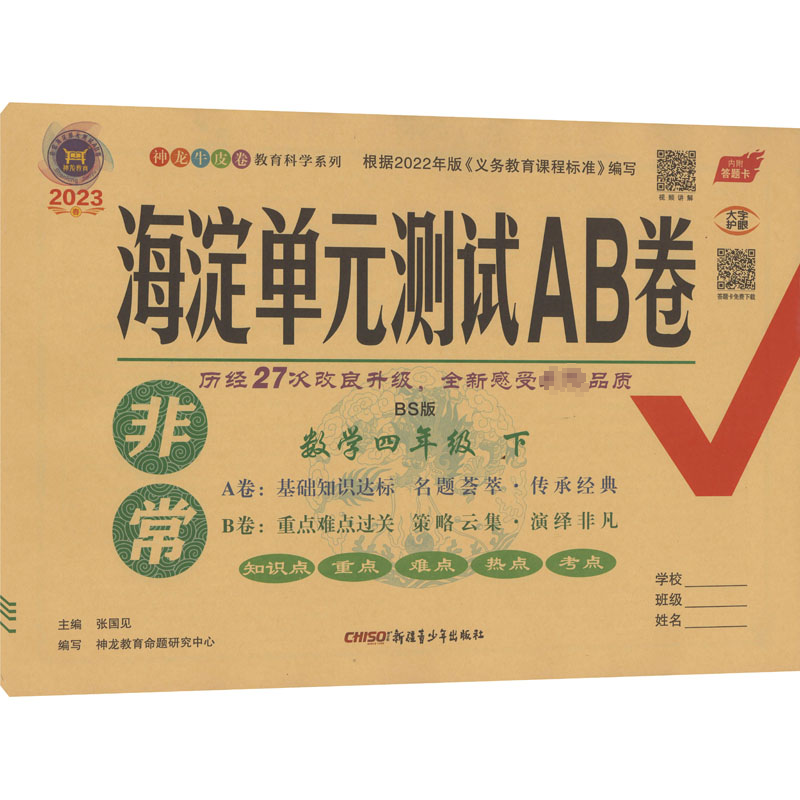 神龙教育
2023
春
神龙牛皮卷 教育科学系列
根据2022年版《义务教育课程标准》编写
视频讲解
内附
答题卡
大字
护眼
答题卡免费下载
海淀单元测试AB卷
历经27次改良升级，全新感受
品质
BS版
非常
数学四年级 下
A卷：基础知识达标 名题荟萃·传承经典
B卷：重点难点过关 策略云集·演绎非凡
知识点 重点 难点 热点 考点
学校
班级
姓名
主编 张国见
编写 神龙教育命题研究中心
CHISO 新疆青少年出版社